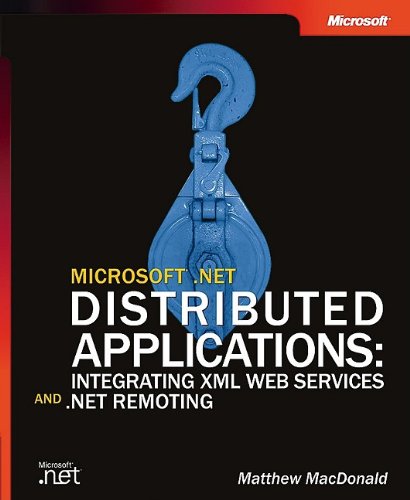 Microsoft®
MICROSOFT® .NET
DISTRIBUTED
APPLICATIONS:
INTEGRATING XML WEB SERVICES
AND .NET REMOTING
Microsoft®
.net
Matthew MacDonald